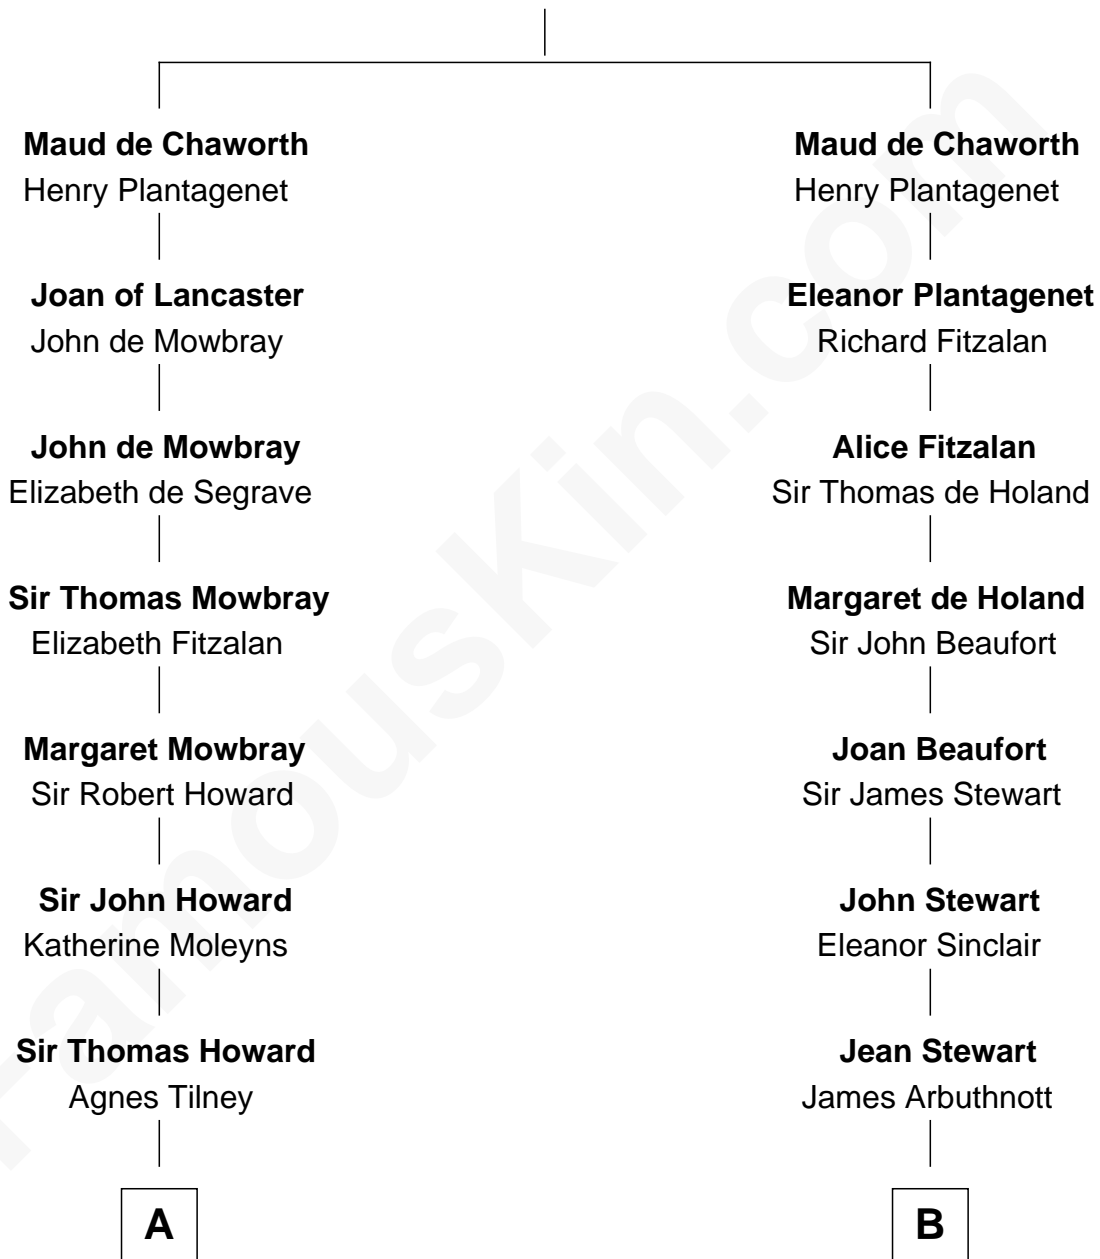 Maud de Chaworth
Henry Plantagenet
Joan of Lancaster
John de Mowbray
John de Mowbray
Elizabeth de Segrave
Sir Thomas Mowbray
Elizabeth Fitzalan
Margaret Mowbray
Sir Robert Howard
Sir John Howard
Katherine Moleyns
Sir Thomas Howard
Agnes Tilney
A
Maud de Chaworth
Henry Plantagenet
Eleanor Plantagenet
Richard Fitzalan
Alice Fitzalan
Sir Thomas de Holand
Margaret de Holand
Sir John Beaufort
Joan Beaufort
Sir James Stewart
John Stewart
Eleanor Sinclair
Jean Stewart
James Arbuthnott
B
FamousKin.com